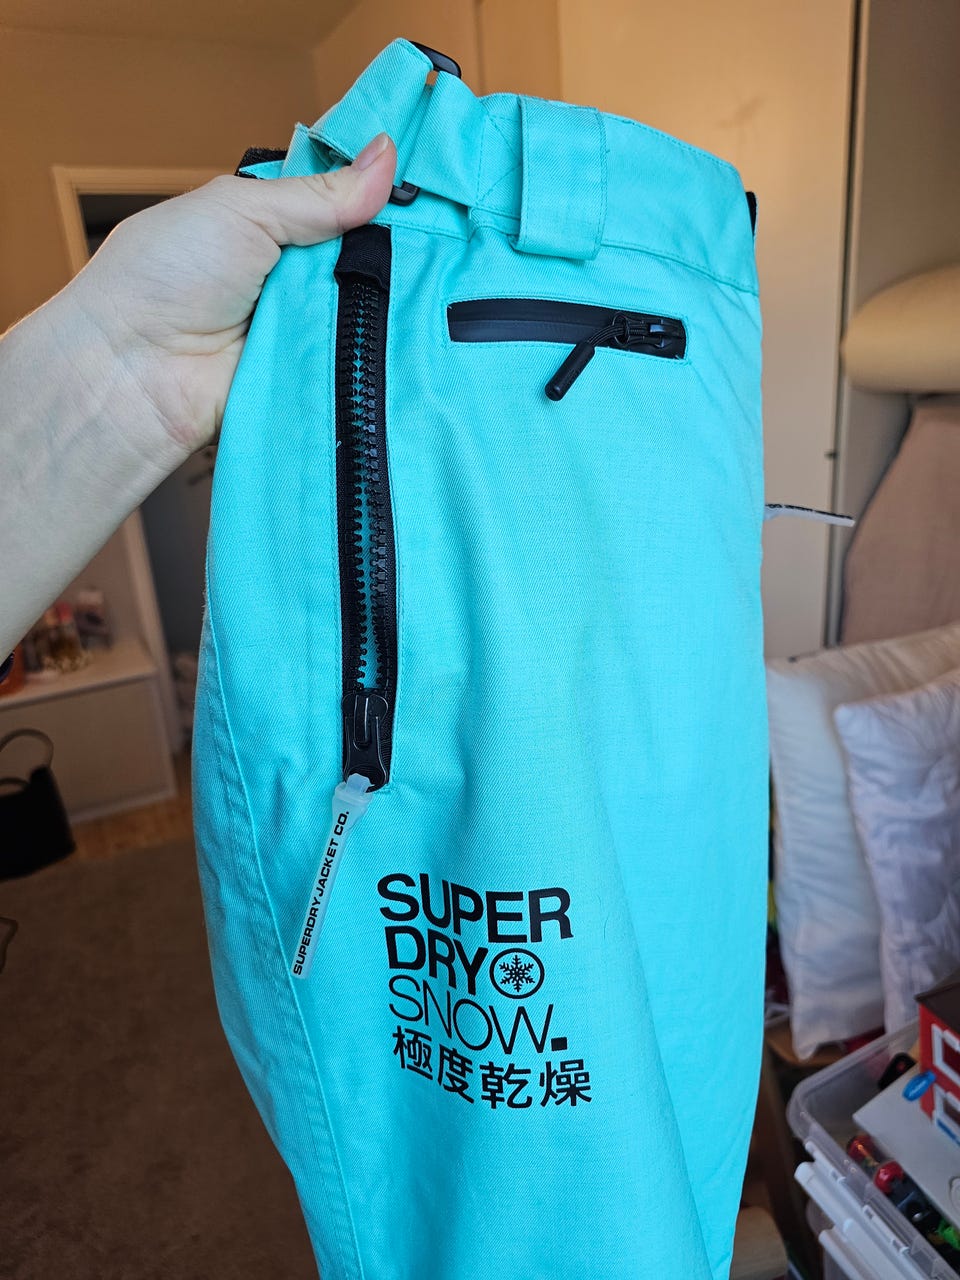 SUPERDRY JACKET CO.
SUPER
DRY
SNOW.
極度乾燥